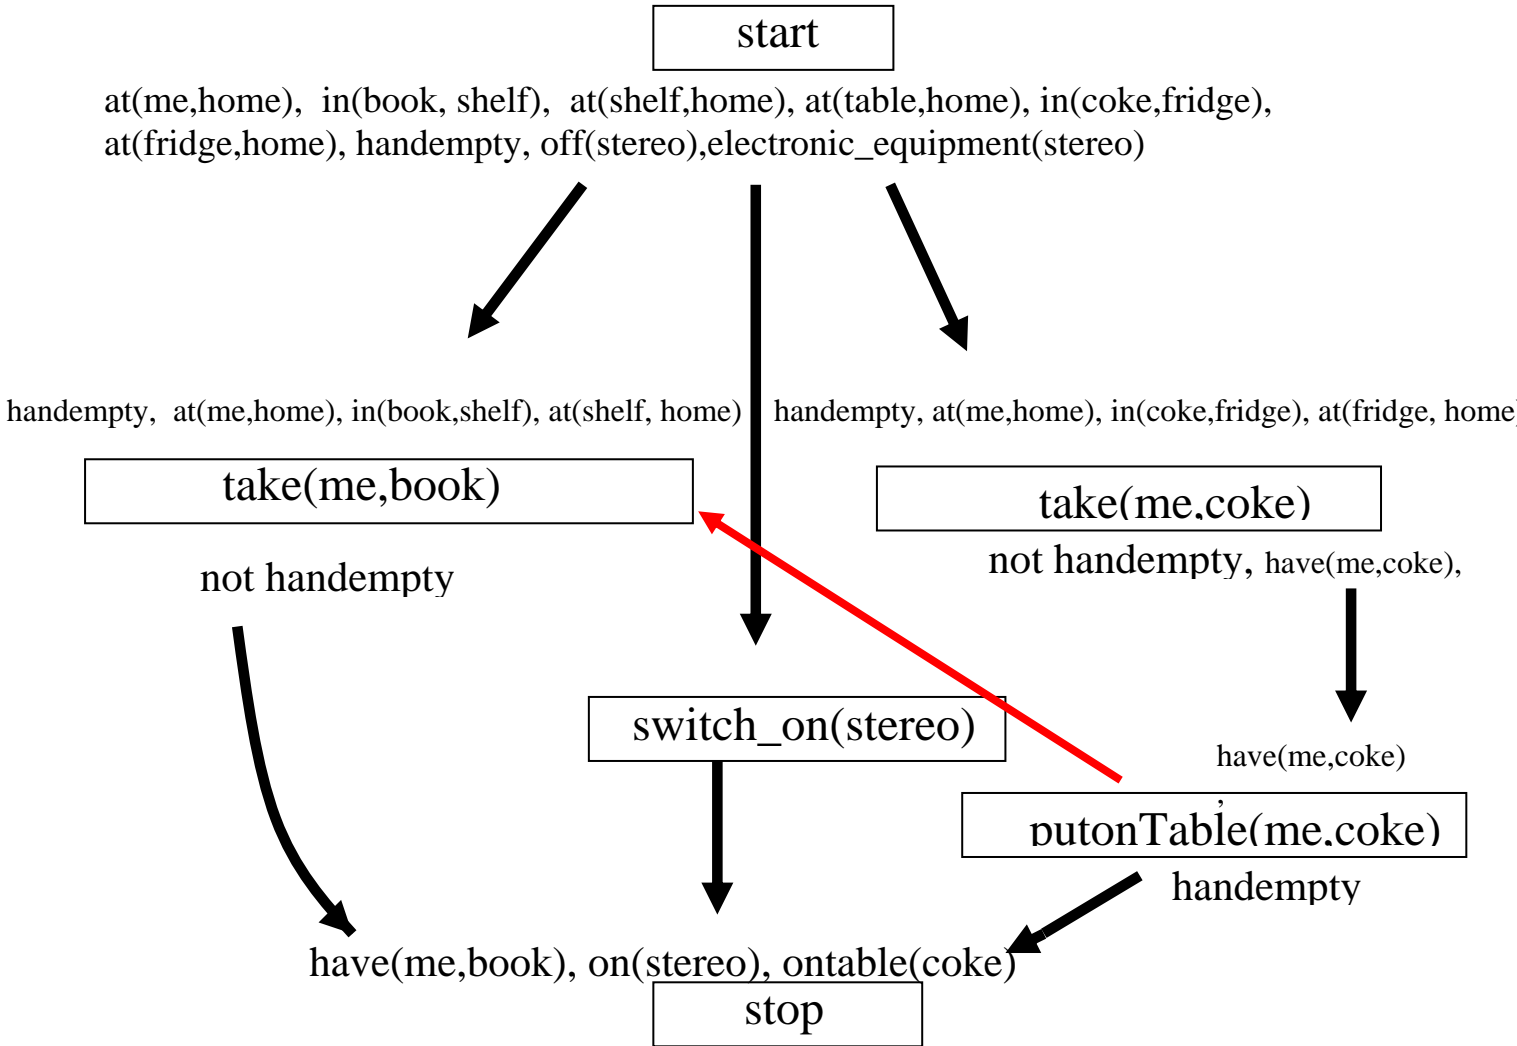 start
at(me,home), in(book, shelf), at(shelf,home), at(table,home), in(coke,fridge),
at(fridge,home), handempty, off(stereo),electronic_equipment(stereo)
handempty, at(me,home), in(book,shelf), at(shelf, home)
handempty, at(me,home), in(coke,fridge), at(fridge, home)
take(me,book)
take(me,coke)
not handempty
not handempty, have(me,coke),
switch_on(stereo)
have(me,coke)
,
putonTable(me,coke)
handempty
have(me,book), on(stereo), ontable(coke)
stop